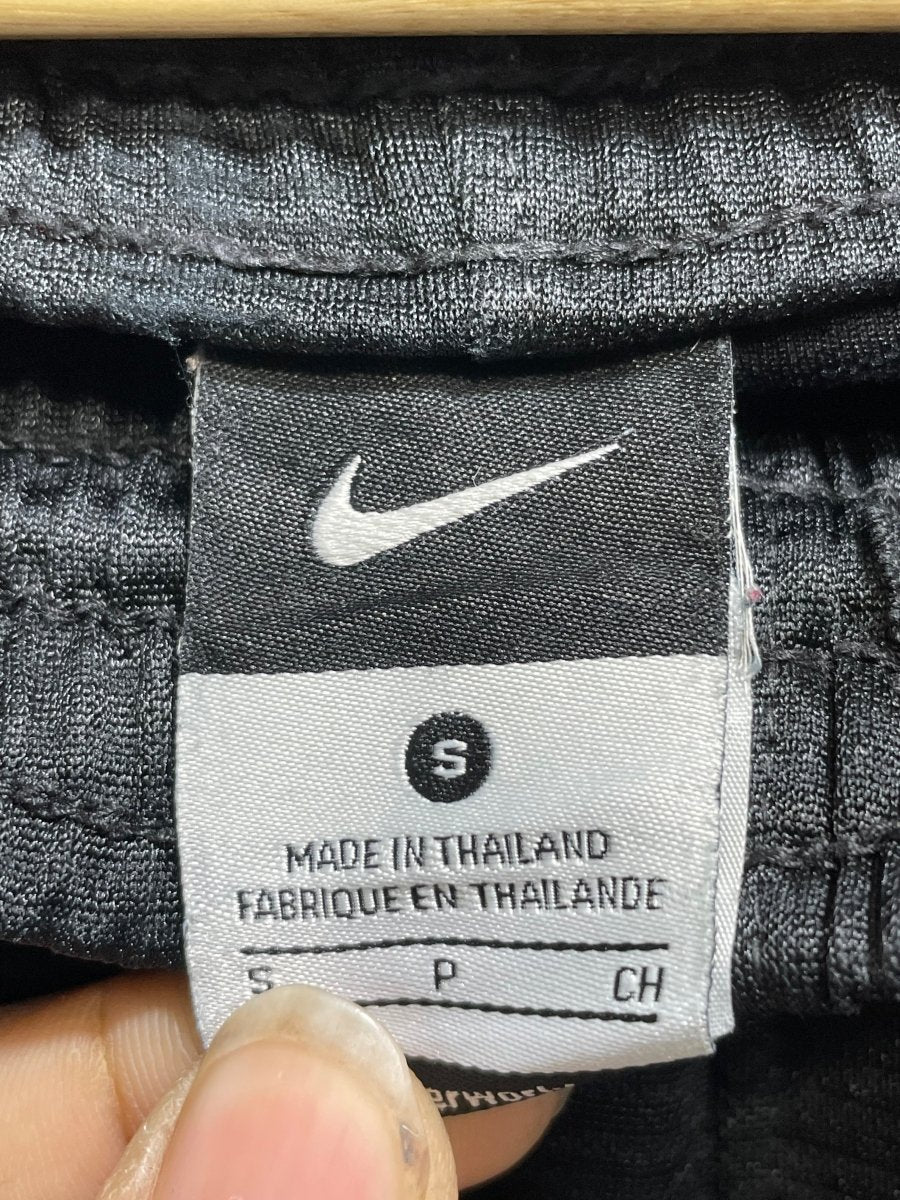 S
MADE IN THAILAND
FABRIQUE EN THAILANDE
S P CH